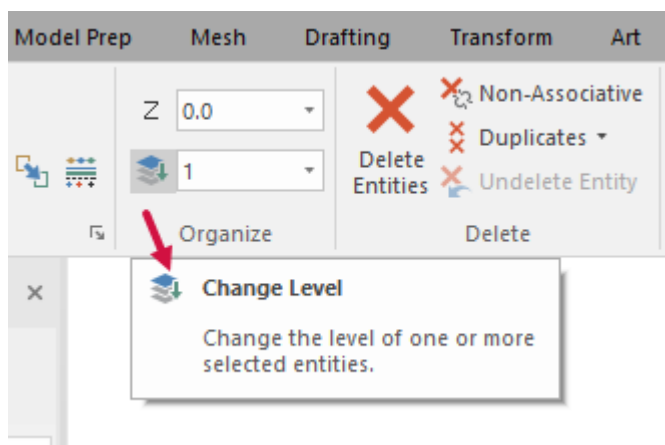 Model Prep Mesh Drafting Transform Art
Z 0.0
1
Organize
Delete Entities
Non-Associative
Duplicates
Undelete Entity
Delete
Change Level
Change the level of one or more
selected entities.